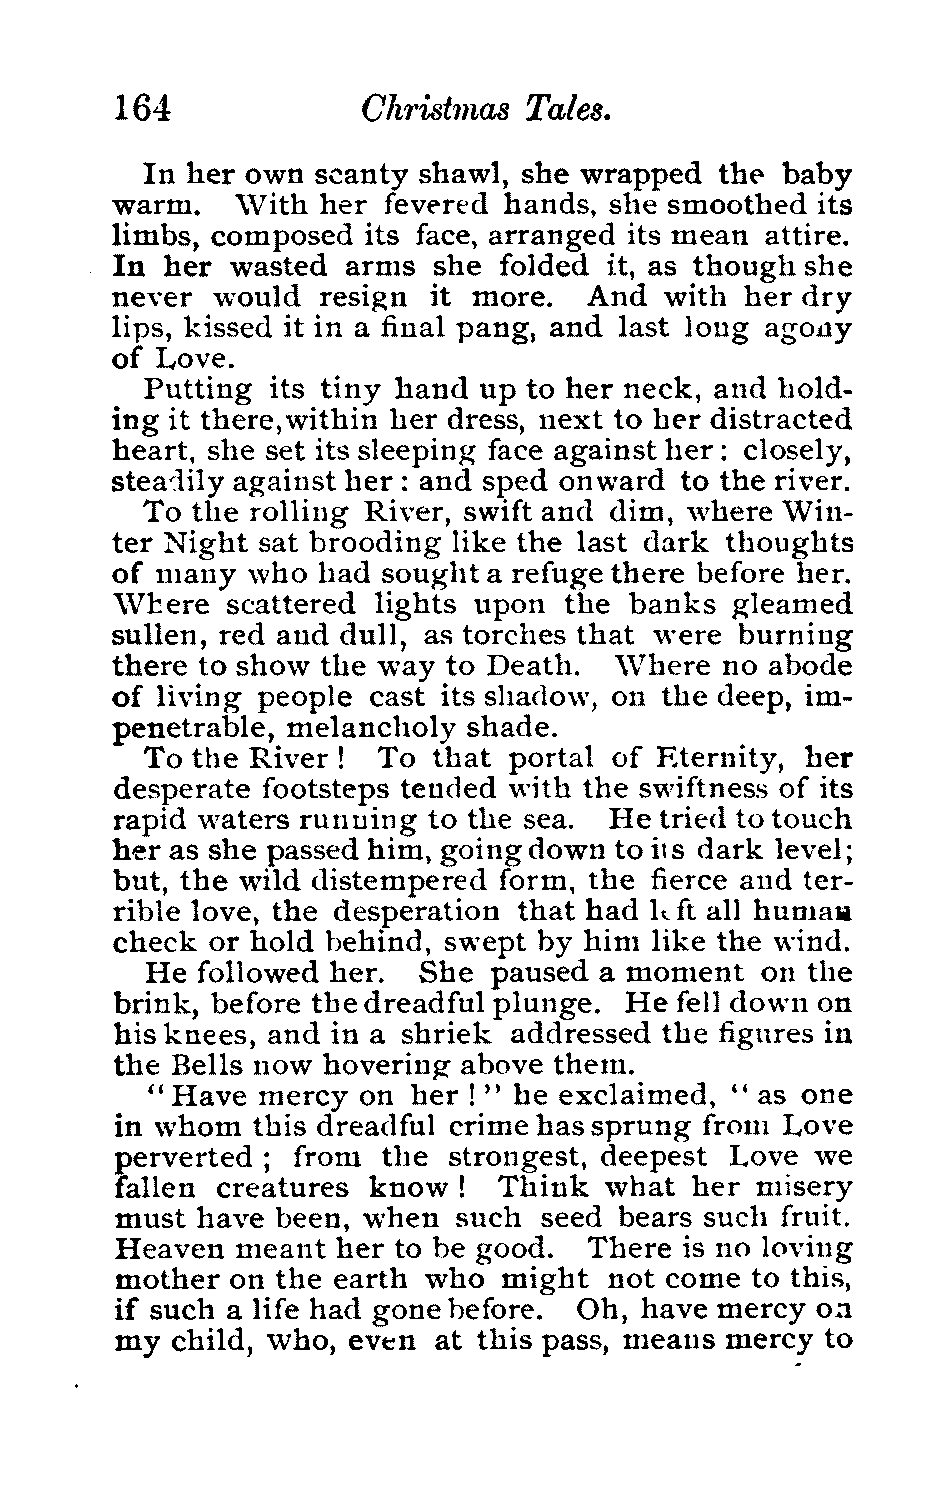 164 Christmas Tales.
In her own scanty shawl, she wrapped the baby
warm. With her fevered hands, she smoothed its
limbs, composed its face, arranged its mean attire.
In her wasted arms she folded it, as though she
never would resign it more. And with her dry
lips, kissed it in a final pang, and last long agony
of Love.
Putting its tiny hand up to her neck, and hold-
ing it there, within her dress, next to her distracted
heart, she set its sleeping face against her: closely,
steadily against her: and sped onward to the river.
To the rolling River, swift and dim, where Win-
ter Night sat brooding like the last dark thoughts
of many who had sought a refuge there before her.
Where scattered lights upon the banks gleamed
sullen, red and dull, as torches that were burning
there to show the way to Death. Where no abode
of living people cast its shadow, on the deep, im-
penetrable, melancholy shade.
To the River! To that portal of Eternity, her
desperate footsteps tended with the swiftness of its
rapid waters running to the sea. He tried to touch
her as she passed him, going down to its dark level;
but, the wild distempered form, the fierce and ter-
rible love, the desperation that had left all human
check or hold behind, swept by him like the wind.
He followed her. She paused a moment on the
brink, before the dreadful plunge. He fell down on
his knees, and in a shriek addressed the figures in
the Bells now hovering above them.
"Have mercy on her!" he exclaimed, "as one
in whom this dreadful crime has sprung from Love
perverted; from the strongest, deepest Love we
fallen creatures know! Think what her misery
must have been, when such seed bears such fruit.
Heaven meant her to be good. There is no loving
mother on the earth who might not come to this,
if such a life had gone before. Oh, have mercy on
my child, who, even at this pass, means mercy to